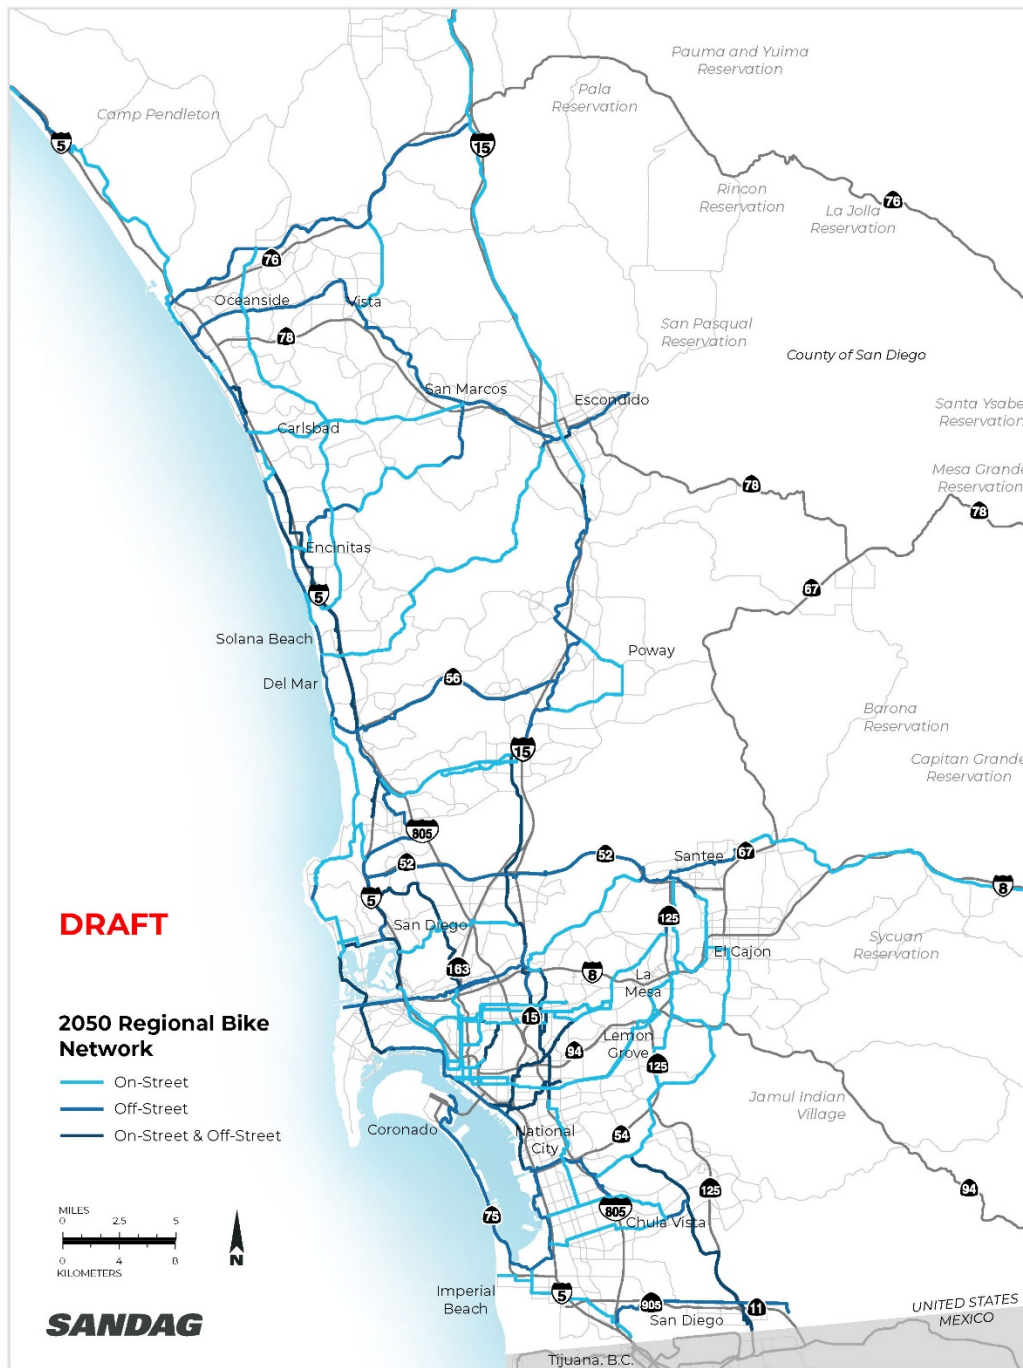 Pauma and Yuima
Reservation
Pala
Reservation
Camp Pendleton
5
15
Rincon
Reservation
76
La Jolla
Reservation
76
Oceanside
Vista
San Pasqual
Reservation
78
County of San Diego
San Marcos
Escondido
Santa Ysabe
Reservation
Carlsbad
Mesa Grande
Reservation
78
78
Encinitas
67
5
Solana Beach
Poway
Del Mar
56
Barona
Reservation
15
Capitan Grande
Reservation
805
52
52
Santee
67
8
5
DRAFT
San Diego
125
Sycuan
Reservation
El Cajon
163
8
La
Mesa
15
2050 Regional Bike
Network
Lemon
Grove
94
125
On-Street
Off-Street
On-Street & Off-Street
Jamul Indian
Village
Coronado
National
City
54
125
94
MILES
0 2.5 5
0 4 8
KILOMETERS
N
75
805
Chula Vista
Imperial
Beach
5
905
11
San Diego
UNITED STATES
MEXICO
SANDAG
Tijuana, B.C.